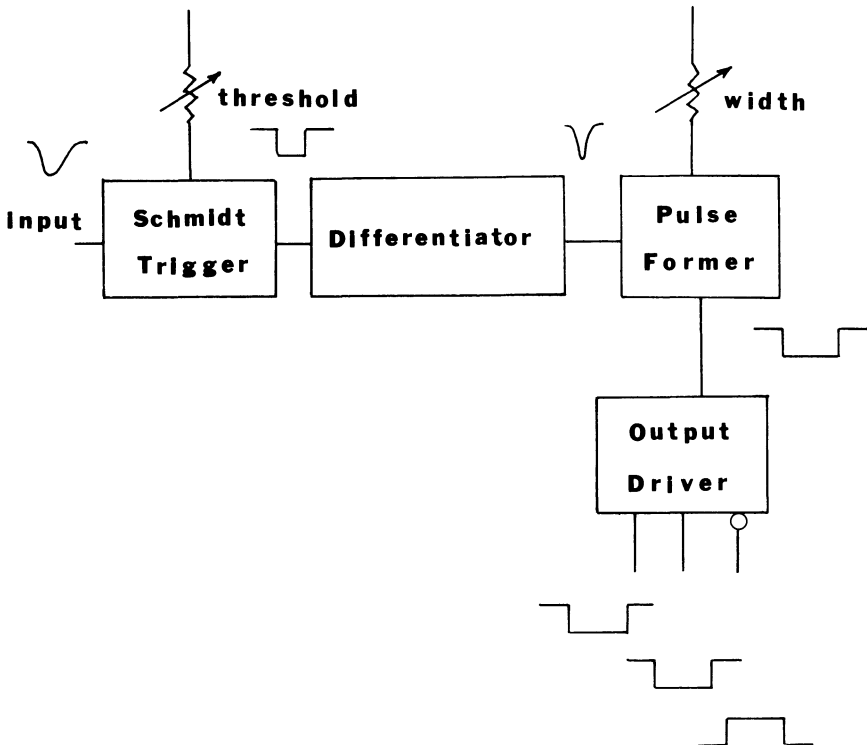 threshold
width
input
Schmidt
Trigger
Differentiator
Pulse
Former
Output
Driver